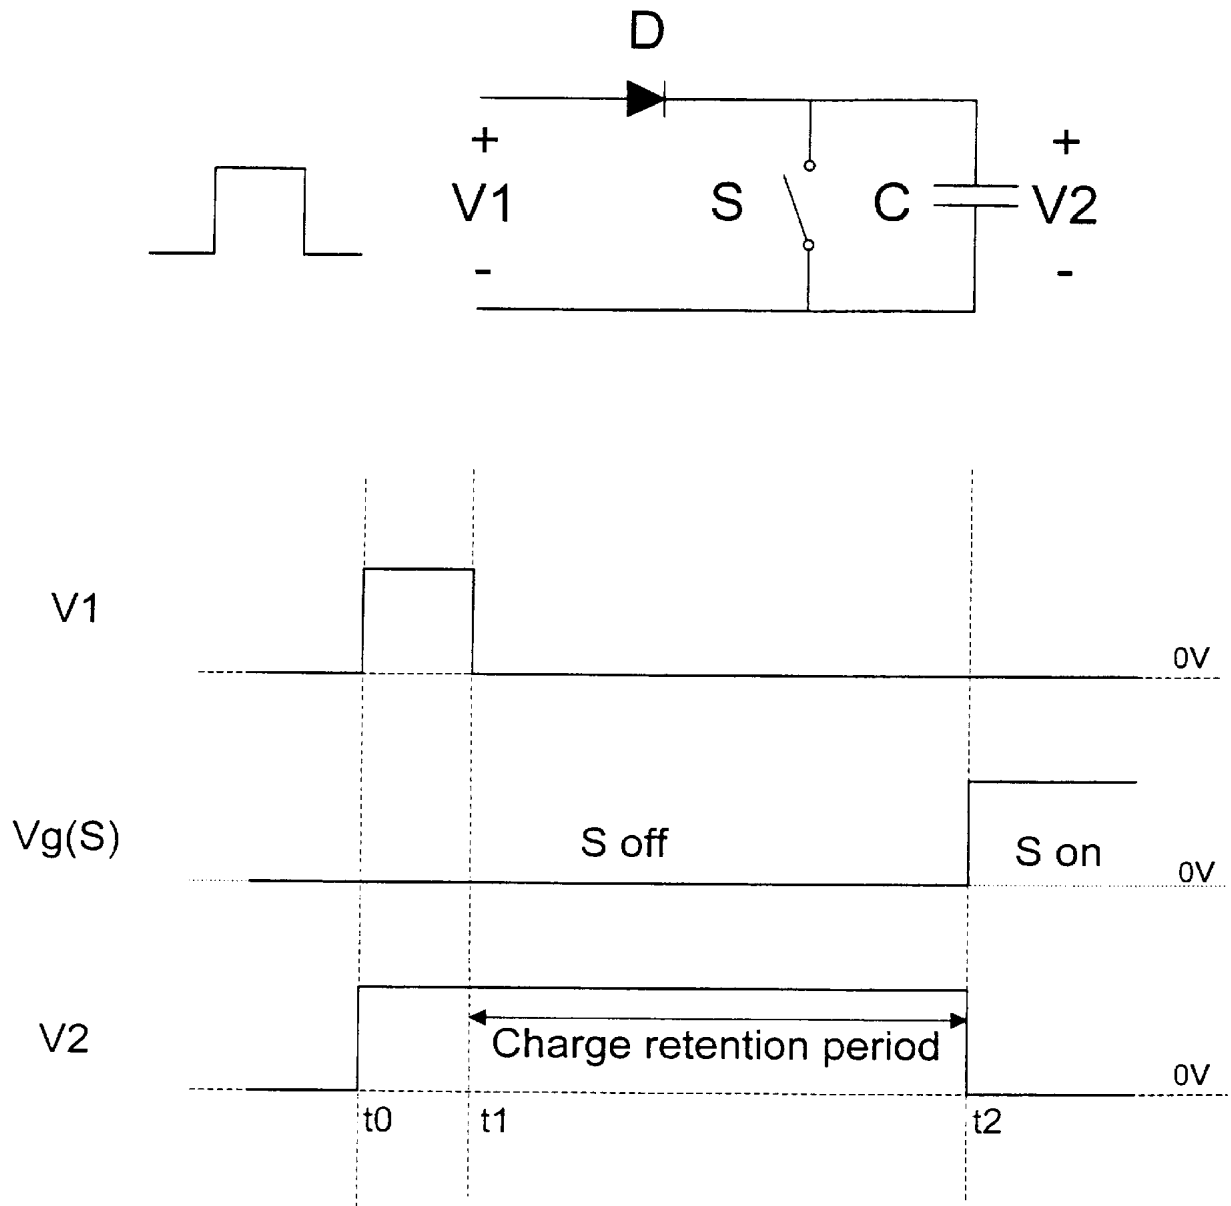 D
+
+
V1
S
C
V2
-
-
V1
0V
Vg(S)
S off
S on
0V
V2
Charge retention period
0V
t0
t1
t2